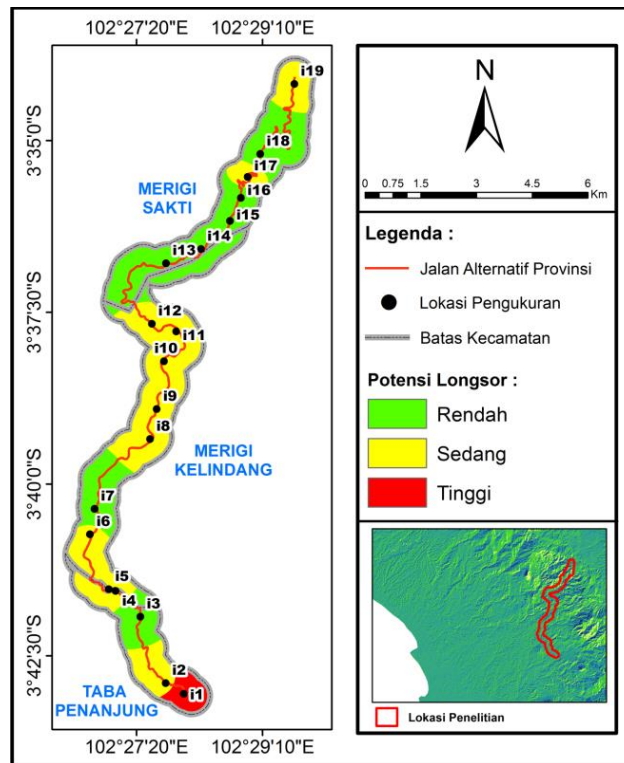 102°27'20"E 102°29'10"E
3°35'0"S
3°37'30"S
3°40'0"S
3°42'30"S
i19
i18
i17
i16
i15
i14
i13
i12
i11
i10
i9
i8
i7
i6
i5
i4
i3
i2
i1
MERIGI
SAKTI
MERIGI
KELINDANG
TABA
PENANJUNG
102°27'20"E 102°29'10"E
N
0 0.75 1.5 3 4.5 6
Km
Legenda :
Jalan Alternatif Provinsi
Lokasi Pengukuran
Batas Kecamatan
Potensi Longsor :
Rendah
Sedang
Tinggi
Lokasi Penelitian